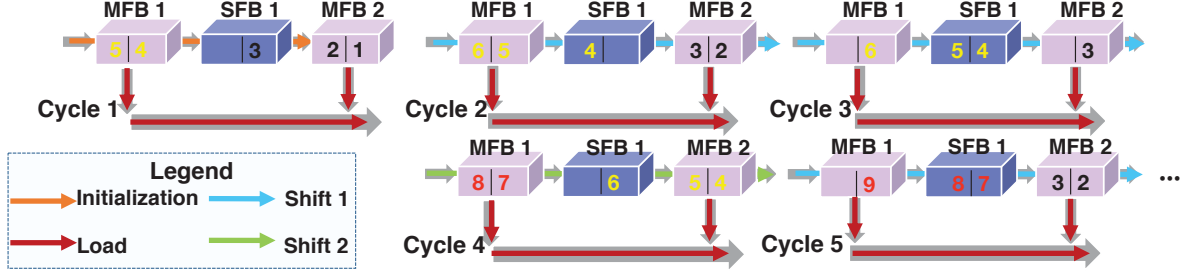 MFB 1 SFB 1 MFB 2
5 4 3 2 1
Cycle 1
MFB 1 SFB 1 MFB 2
6 5 4 3 2
Cycle 2
MFB 1 SFB 1 MFB 2
6 5 4 3
Cycle 3
Legend
Initialization Shift 1
Load Shift 2
MFB 1 SFB 1 MFB 2
8 7 6 5 4
Cycle 4
MFB 1 SFB 1 MFB 2
9 8 7 3 2
Cycle 5
...